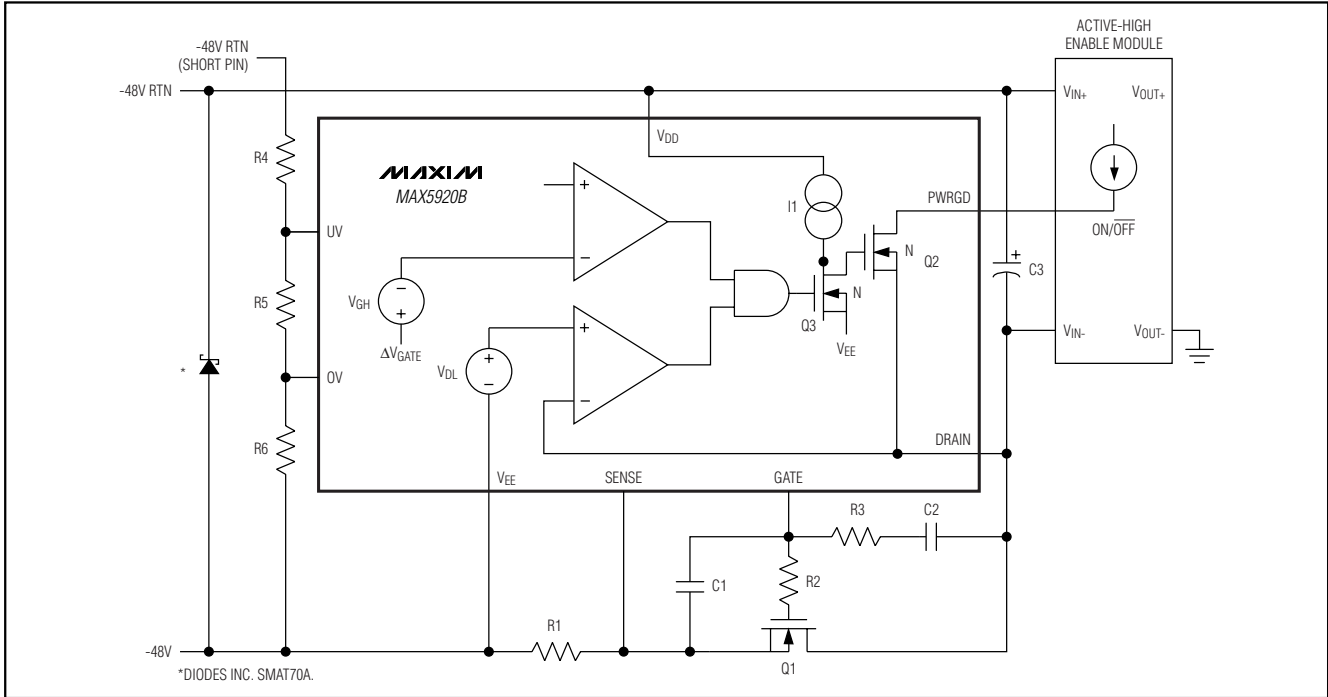 ACTIVE-HIGH
ENABLE MODULE
-48V RTN
(SHORT PIN)
-48V RTN
VIN+
VOUT+
VDD
R4
MAXIM
MAX5920B
+
−
I1
PWRGD
ON/OFF
UV
N
Q2
+
C3
R5
VGH
−
+
ΔVGATE
N
Q3
VEE
VIN-
VOUT-
*
OV
VDL
+
−
+
−
R6
DRAIN
VEE
SENSE
GATE
R3
C2
C1
R2
R1
-48V
Q1
*DIODES INC. SMAT70A.